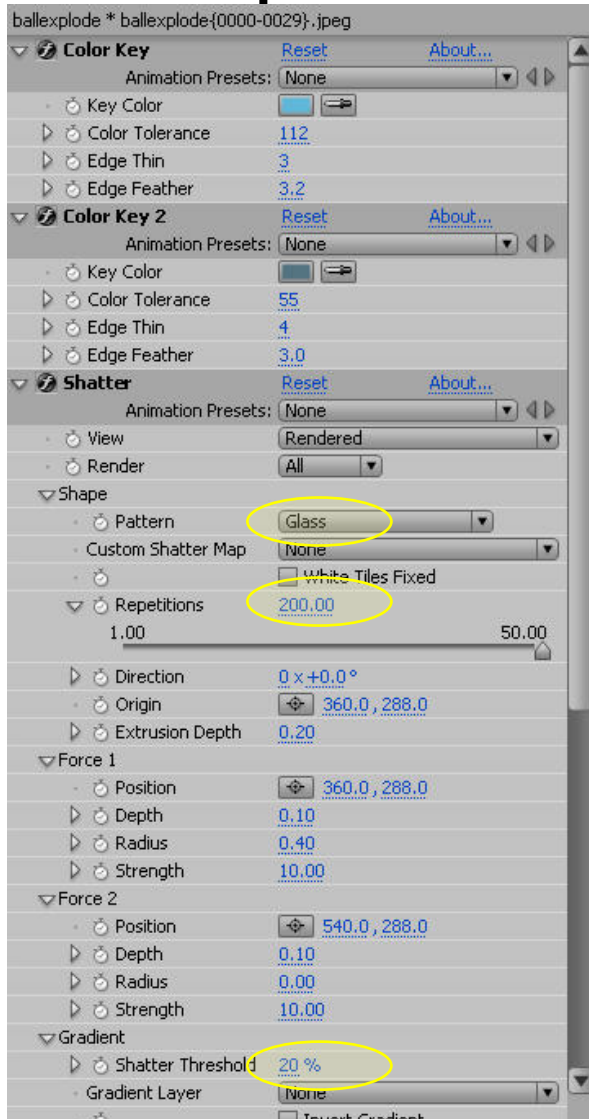 ballexplode * ballexplode{0000-0029}.jpeg
Color Key Reset About...
Animation Presets: None
Key Color
Color Tolerance 112
Edge Thin 3
Edge Feather 3.2
Color Key 2 Reset About...
Animation Presets: None
Key Color
Color Tolerance 55
Edge Thin 4
Edge Feather 3.0
Shatter Reset About...
Animation Presets: None
View Rendered
Render All
Shape
Pattern Glass
Custom Shatter Map None
White Tiles Fixed
Repetitions 200.00
1.00 50.00
Direction 0 x +0.0°
Origin 360.0 , 288.0
Extrusion Depth 0.20
Force 1
Position 360.0 , 288.0
Depth 0.10
Radius 0.40
Strength 10.00
Force 2
Position 540.0 , 288.0
Depth 0.10
Radius 0.00
Strength 10.00
Gradient
Shatter Threshold 20 %
Gradient Layer None
Invert Gradient